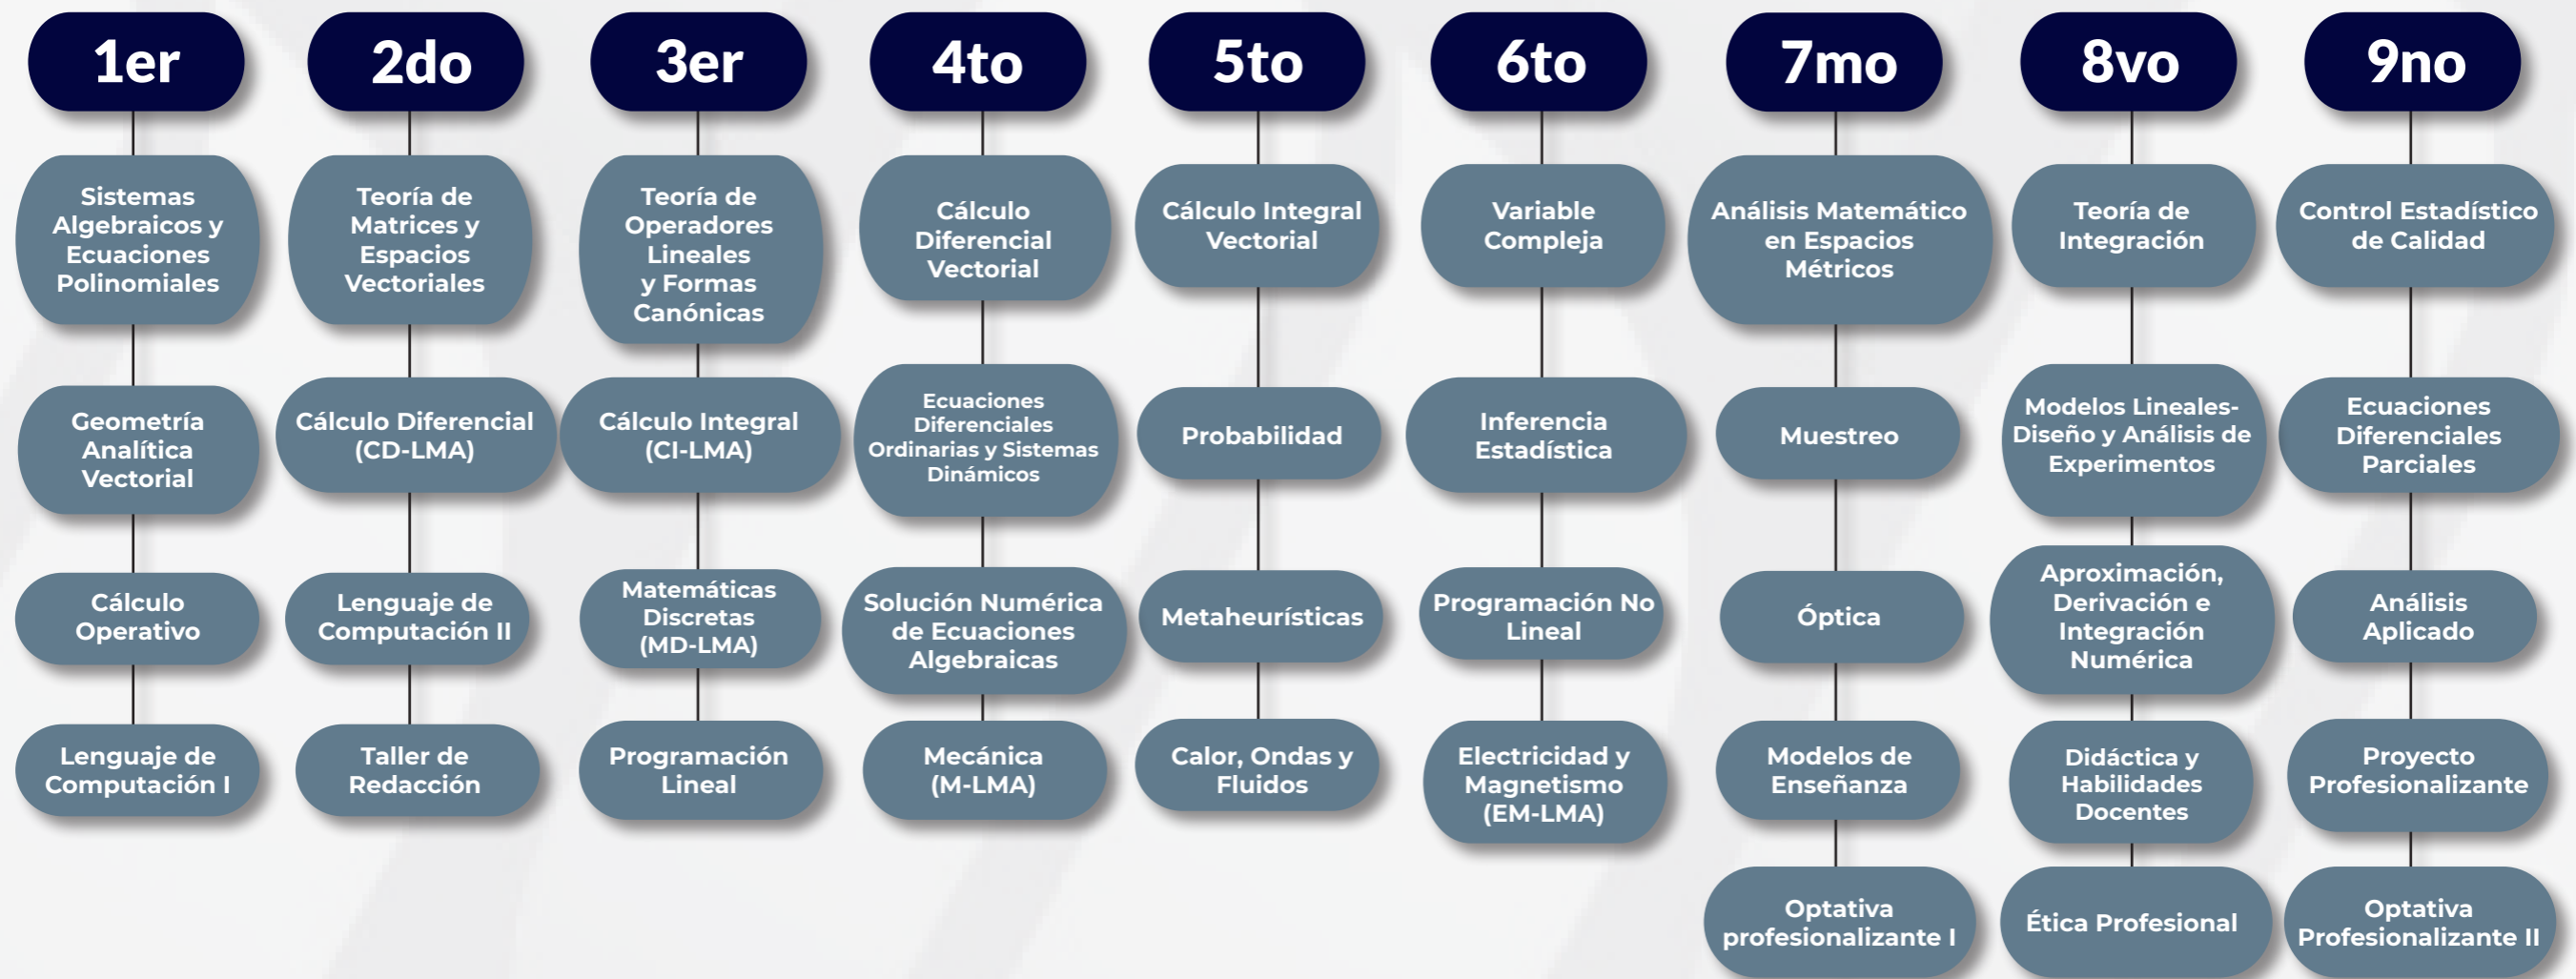 1er
2do
3er
4to
5to
6to
7mo
8vo
9no
Sistemas
Algebraicos y
Ecuaciones
Polinomiales
Geometría
Analítica
Vectorial
Cálculo
Operativo
Lenguaje de
Computación I
Teoría de
Matrices y
Espacios
Vectoriales
Cálculo Diferencial
(CD-LMA)
Lenguaje de
Computación II
Taller de
Redacción
Teoría de
Operadores
Lineales
y Formas
Canónicas
Cálculo Integral
(CI-LMA)
Matemáticas
Discretas
(MD-LMA)
Programación
Lineal
Cálculo
Diferencial
Vectorial
Ecuaciones
Diferenciales
Ordinarias y Sistemas
Dinámicos
Solución Numérica
de Ecuaciones
Algebraicas
Mecánica
(M-LMA)
Cálculo Integral
Vectorial
Probabilidad
Metaheurísticas
Calor, Ondas y
Fluidos
Variable
Compleja
Inferencia
Estadística
Programación No
Lineal
Electricidad y
Magnetismo
(EM-LMA)
Análisis Matemático
en Espacios
Métricos
Muestreo
Óptica
Modelos de
Enseñanza
Optativa
profesionalizante I
Teoría de
Integración
Modelos Lineales-
Diseño y Análisis de
Experimentos
Aproximación,
Derivación e
Integración
Numérica
Didáctica y
Habilidades
Docentes
Ética Profesional
Control Estadístico
de Calidad
Ecuaciones
Diferenciales
Parciales
Análisis
Aplicado
Proyecto
Profesionalizante
Optativa
Profesionalizante II